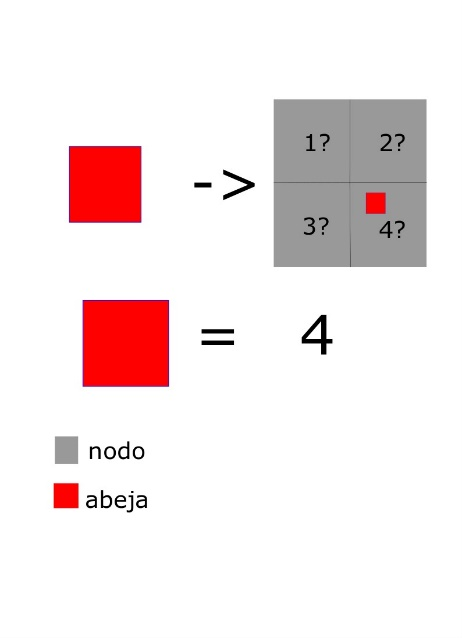 1? 2?
->
3? 4?
= 4
nodo
abeja